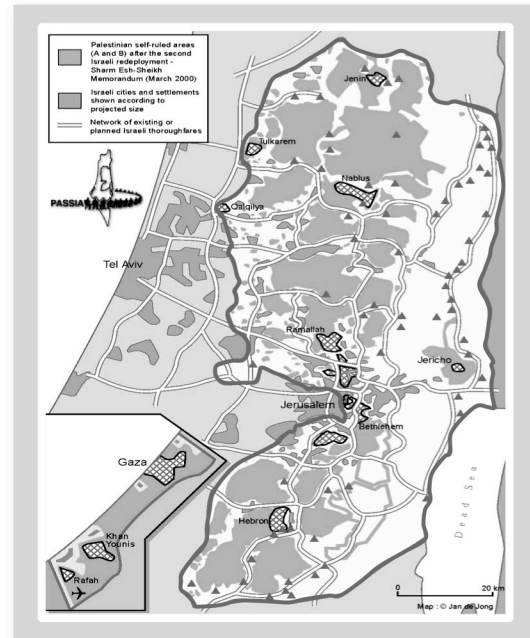 Palestinian self-ruled areas
(A and B) after the second
Israeli redeployment -
Sharm Esh-Sheikh
Memorandum (March 2000)
Israeli cities and settlements
shown according to
projected size
Network of existing or
planned Israeli thoroughfares
PASSIA
Jenin
Tulkarem
Nablus
Qalqilya
Tel Aviv
Ramallah
Jericho
Jerusalem
Bethlehem
Gaza
Hebron
Khan
Younis
Rafah
Dead Sea
0 20 km
Map : © Jan de Jong